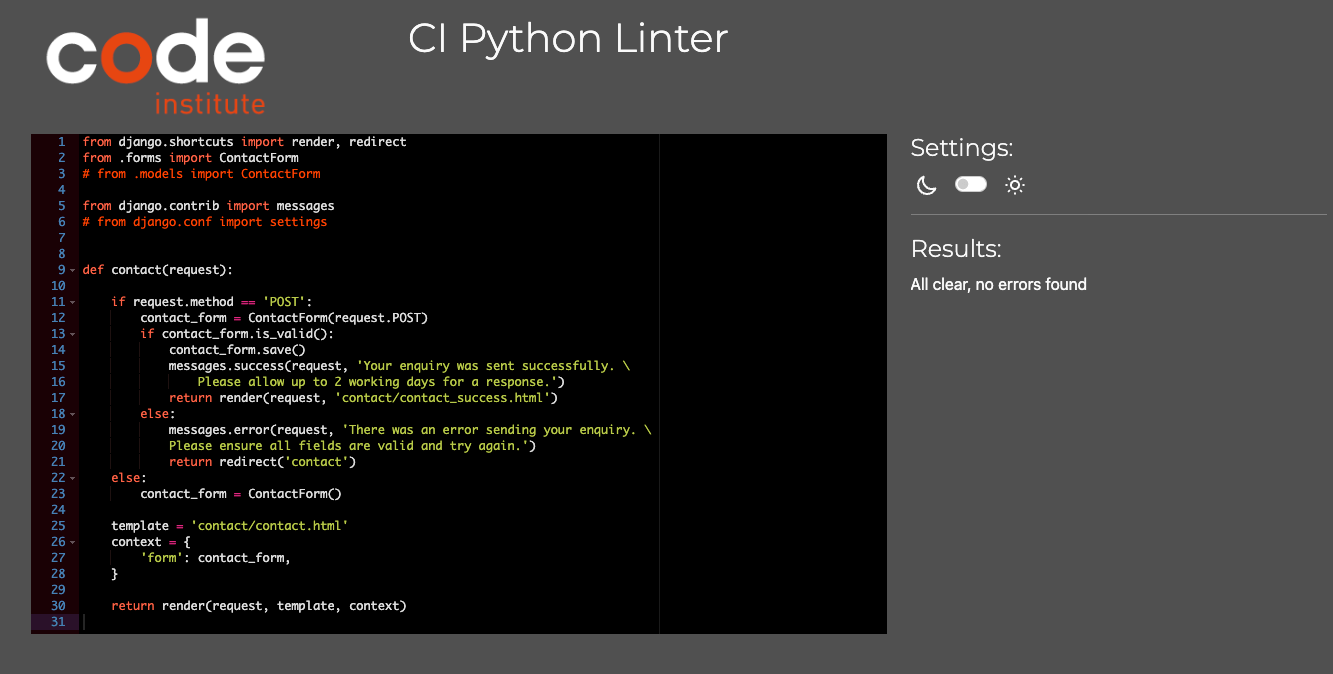 code
institute
CI Python Linter
1 from django.shortcuts import render, redirect
2 from .forms import ContactForm
3 # from .models import ContactForm
4
5 from django.contrib import messages
6 # from django.conf import settings
7
8
9 def contact(request):
10
11     if request.method == 'POST':
12         contact_form = ContactForm(request.POST)
13         if contact_form.is_valid():
14             contact_form.save()
15             messages.success(request, 'Your enquiry was sent successfully. \
16                 Please allow up to 2 working days for a response.')
17             return render(request, 'contact/contact_success.html')
18         else:
19             messages.error(request, 'There was an error sending your enquiry. \
20             Please ensure all fields are valid and try again.')
21             return redirect('contact')
22     else:
23         contact_form = ContactForm()
24
25     template = 'contact/contact.html'
26     context = {
27         'form': contact_form,
28     }
29
30     return render(request, template, context)
31
Settings:
Results:
All clear, no errors found